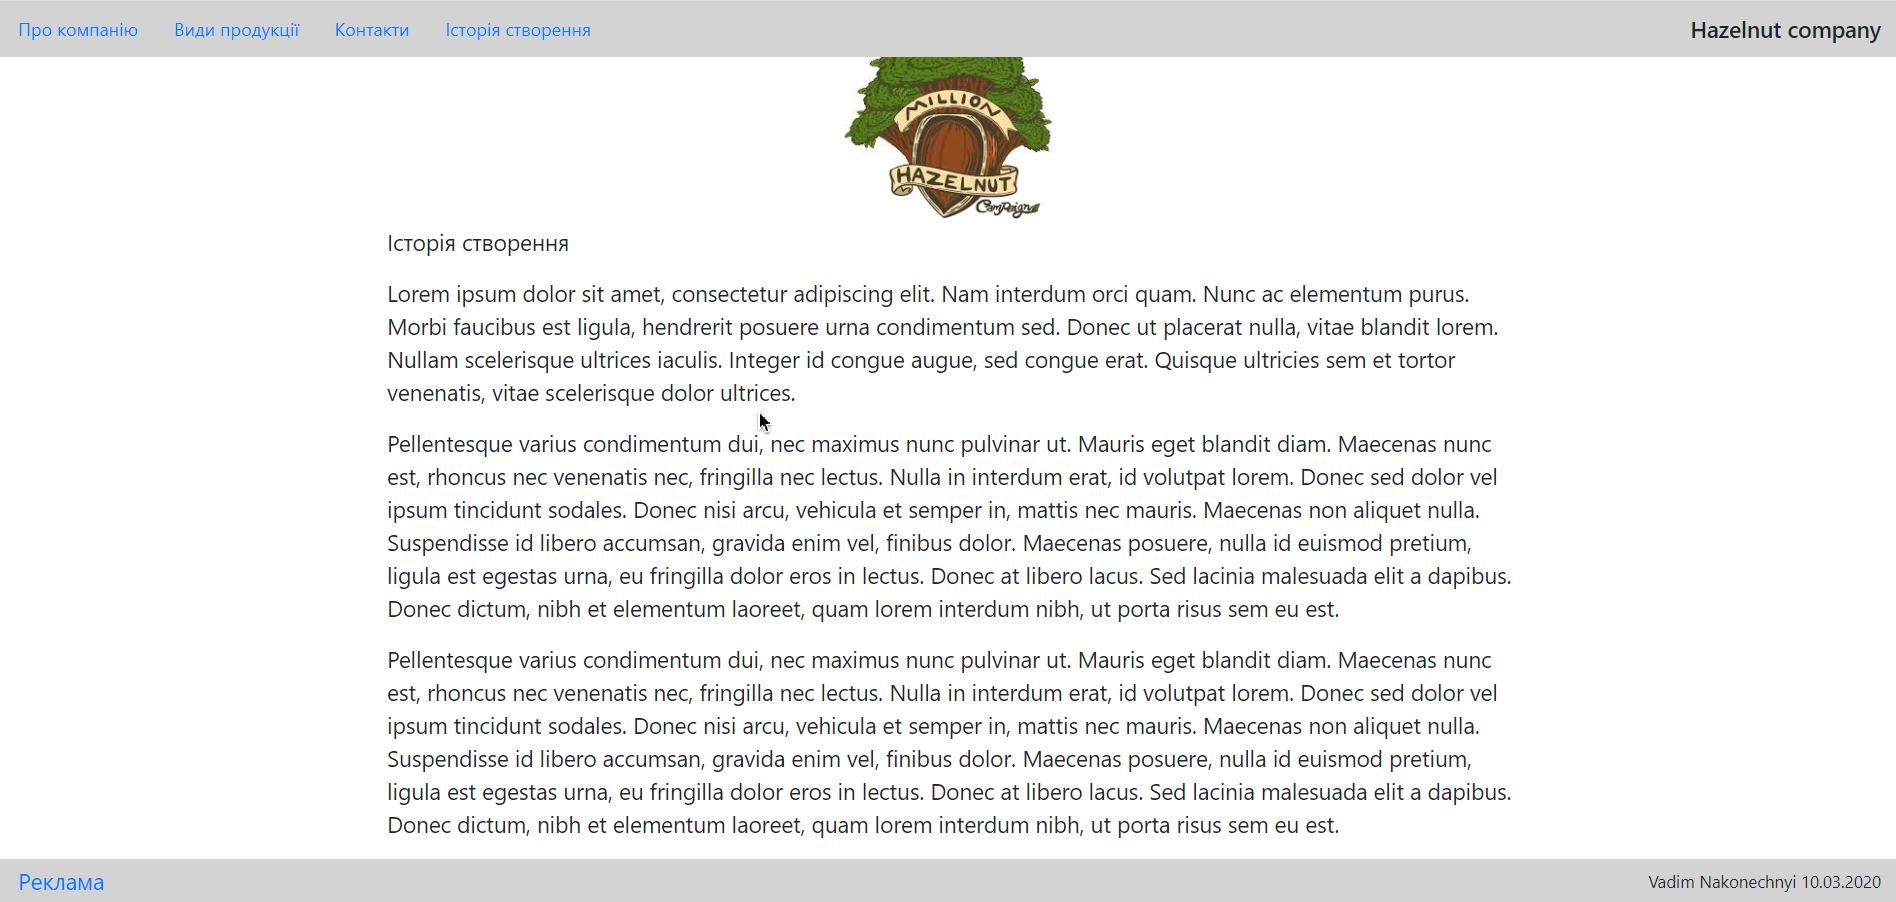 Про компанію Види продукції Контакти Історія створення Hazelnut company
MILLION
HAZELNUT
Campaign
Історія створення
Lorem ipsum dolor sit amet, consectetur adipiscing elit. Nam interdum orci quam. Nunc ac elementum purus.
Morbi faucibus est ligula, hendrerit posuere urna condimentum sed. Donec ut placerat nulla, vitae blandit lorem.
Nullam scelerisque ultrices iaculis. Integer id congue augue, sed congue erat. Quisque ultricies sem et tortor
venenatis, vitae scelerisque dolor ultrices.
Pellentesque varius condimentum dui, nec maximus nunc pulvinar ut. Mauris eget blandit diam. Maecenas nunc
est, rhoncus nec venenatis nec, fringilla nec lectus. Nulla in interdum erat, id volutpat lorem. Donec sed dolor vel
ipsum tincidunt sodales. Donec nisi arcu, vehicula et semper in, mattis nec mauris. Maecenas non aliquet nulla.
Suspendisse id libero accumsan, gravida enim vel, finibus dolor. Maecenas posuere, nulla id euismod pretium,
ligula est egestas urna, eu fringilla dolor eros in lectus. Donec at libero lacus. Sed lacinia malesuada elit a dapibus.
Donec dictum, nibh et elementum laoreet, quam lorem interdum nibh, ut porta risus sem eu est.
Pellentesque varius condimentum dui, nec maximus nunc pulvinar ut. Mauris eget blandit diam. Maecenas nunc
est, rhoncus nec venenatis nec, fringilla nec lectus. Nulla in interdum erat, id volutpat lorem. Donec sed dolor vel
ipsum tincidunt sodales. Donec nisi arcu, vehicula et semper in, mattis nec mauris. Maecenas non aliquet nulla.
Suspendisse id libero accumsan, gravida enim vel, finibus dolor. Maecenas posuere, nulla id euismod pretium,
ligula est egestas urna, eu fringilla dolor eros in lectus. Donec at libero lacus. Sed lacinia malesuada elit a dapibus.
Donec dictum, nibh et elementum laoreet, quam lorem interdum nibh, ut porta risus sem eu est.
Реклама Vadim Nakonechnyi 10.03.2020